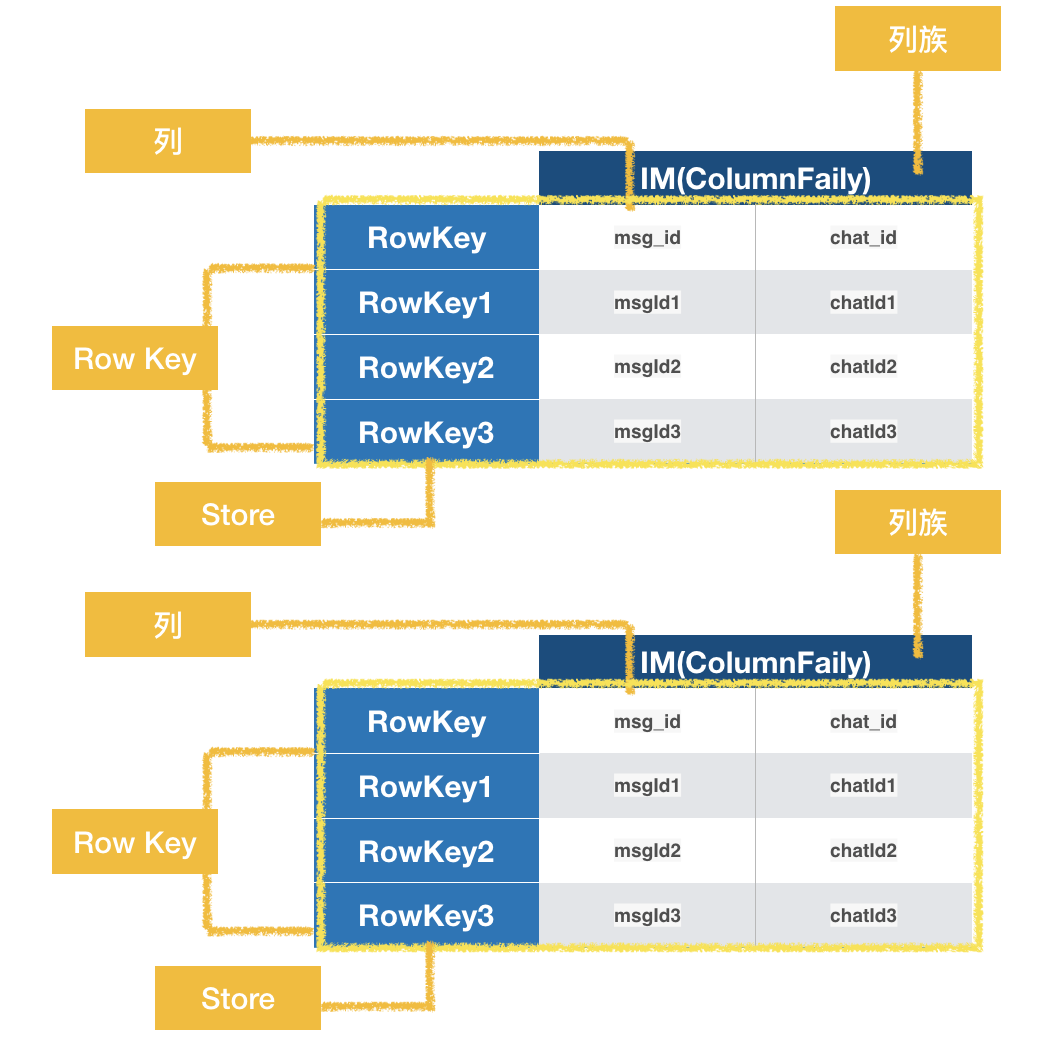 列族
列
IM(ColumnFaily)
RowKey msg_id chat_id
RowKey1 msgId1 chatId1
Row Key
RowKey2 msgId2 chatId2
RowKey3 msgId3 chatId3
Store
列族
列
IM(ColumnFaily)
RowKey msg_id chat_id
RowKey1 msgId1 chatId1
Row Key
RowKey2 msgId2 chatId2
RowKey3 msgId3 chatId3
Store